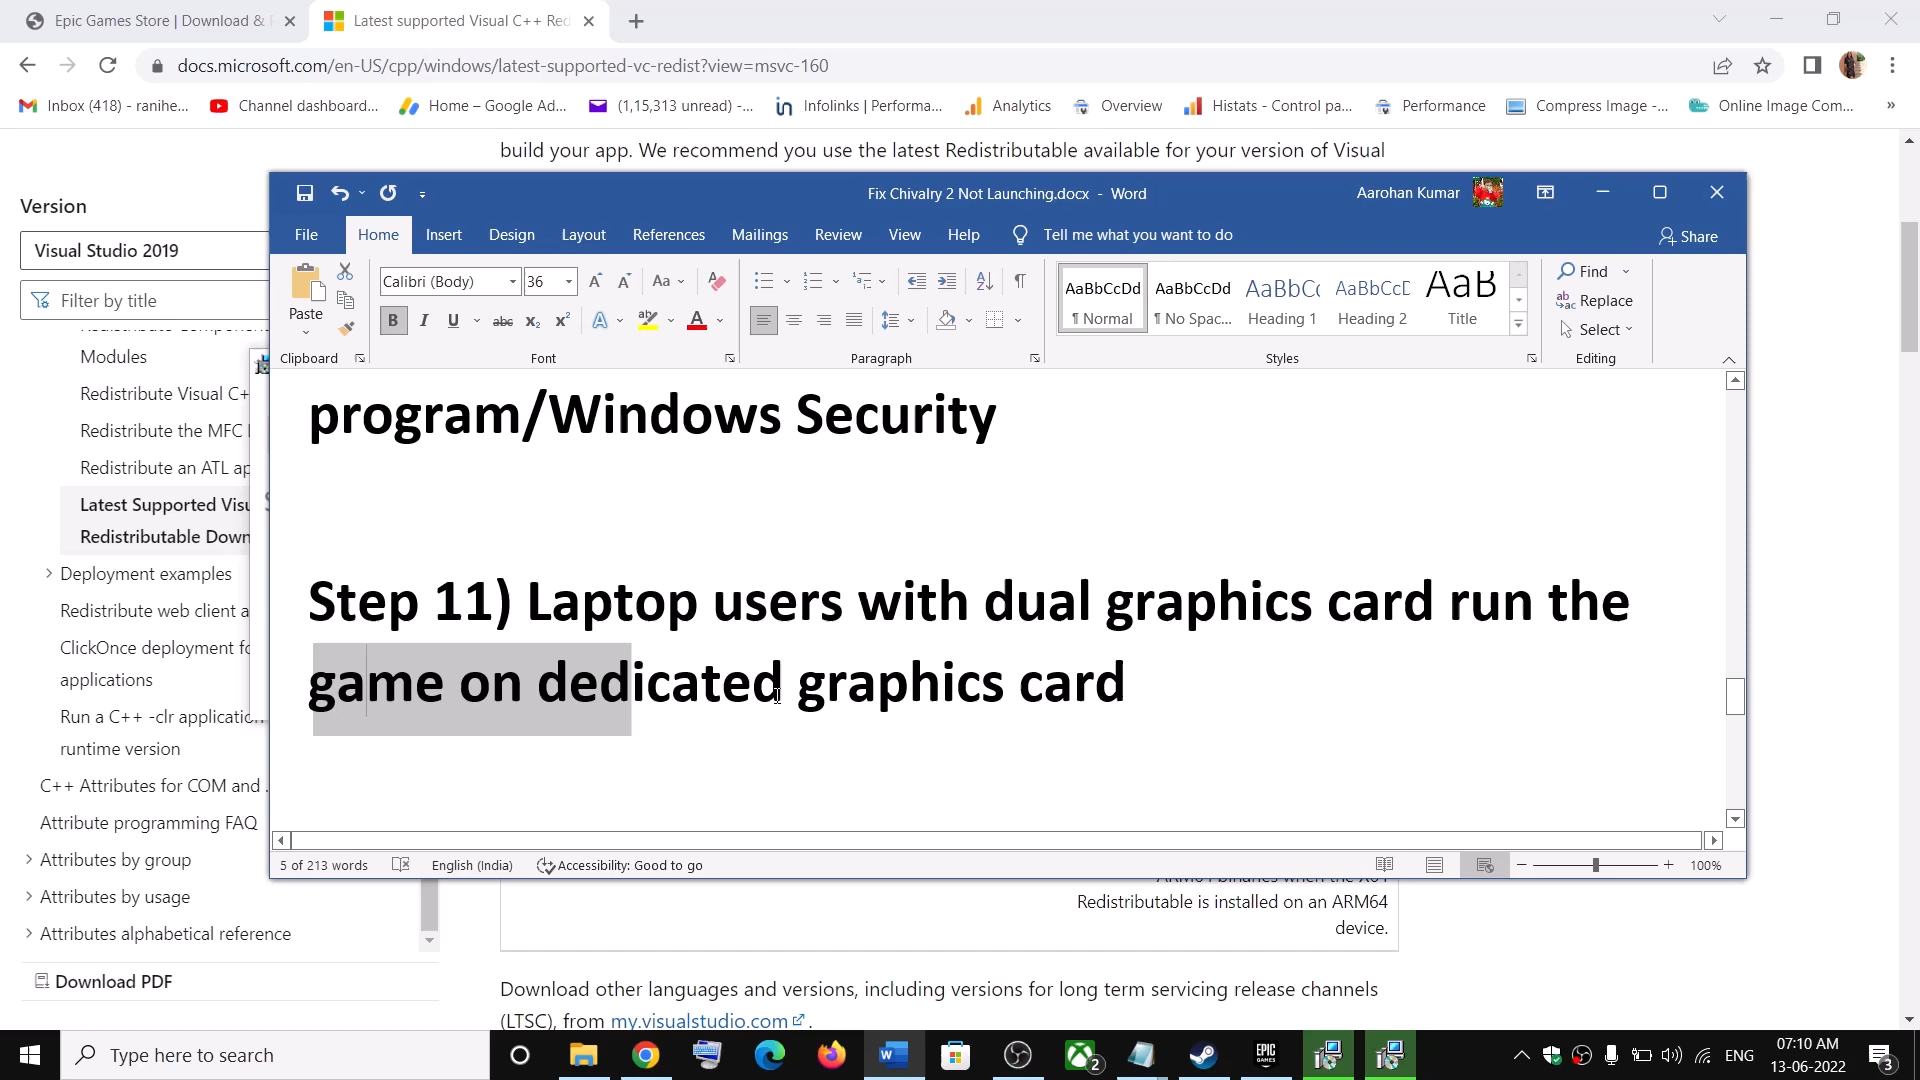 Epic Games Store | Download &
Latest supported Visual C++ Red
docs.microsoft.com/en-US/cpp/windows/latest-supported-vc-redist?view=msvc-160
Inbox (418) - ranihe...
Channel dashboard...
Home – Google Ad...
(1,15,313 unread) -...
Infolinks | Performa...
Analytics
Overview
Histats - Control pa...
Performance
Compress Image -...
Online Image Com...
»
build your app. We recommend you use the latest Redistributable available for your version of Visual
Version
Visual Studio 2019
Filter by title
Modules
Redistribute Visual C+
Redistribute the MFC
Redistribute an ATL ap
Latest Supported Visu
Redistributable Down
Deployment examples
Redistribute web client a
ClickOnce deployment fo
applications
Run a C++ -clr application
runtime version
C++ Attributes for COM and .
Attribute programming FAQ
Attributes by group
Attributes by usage
Attributes alphabetical reference
Download PDF
Fix Chivalry 2 Not Launching.docx - Word
Aarohan Kumar
File
Home
Insert
Design
Layout
References
Mailings
Review
View
Help
Tell me what you want to do
Share
Paste
Clipboard
Calibri (Body)
36
Aa
B I U abc x₂ x²
Font
Paragraph
AaBbCcDd
¶ Normal
AaBbCcDd
¶ No Spac...
AaBbCc
Heading 1
AaBbCcD
Heading 2
AaB
Title
Styles
Find
Replace
Select
Editing
program/Windows Security
Step 11) Laptop users with dual graphics card run the
game on dedicated graphics card
5 of 213 words
English (India)
Accessibility: Good to go
100%
Redistributable is installed on an ARM64
device.
Download other languages and versions, including versions for long term servicing release channels
(LTSC), from my.visualstudio.com.
Type here to search
EPIC
GAMES
2
ENG
07:10 AM
13-06-2022
3